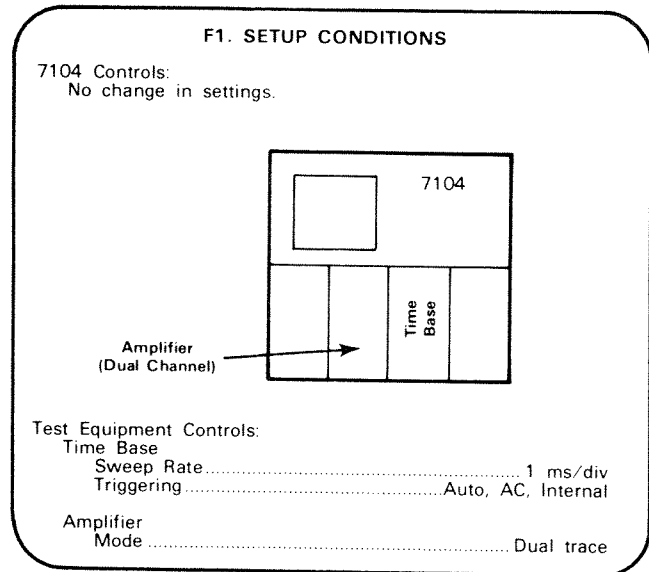 F1. SETUP CONDITIONS
7104 Controls:
No change in settings.
7104
Time
Base
Amplifier
(Dual Channel)
Test Equipment Controls:
Time Base
Sweep Rate........................................................1 ms/div
Triggering..............................................Auto, AC, Internal
Amplifier
Mode................................................................Dual trace